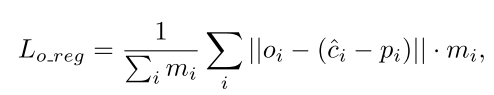 L_{o\_reg} = \frac{1}{\sum_i m_i} \sum_i ||o_i - (\hat{c}_i - p_i)|| \cdot m_i,